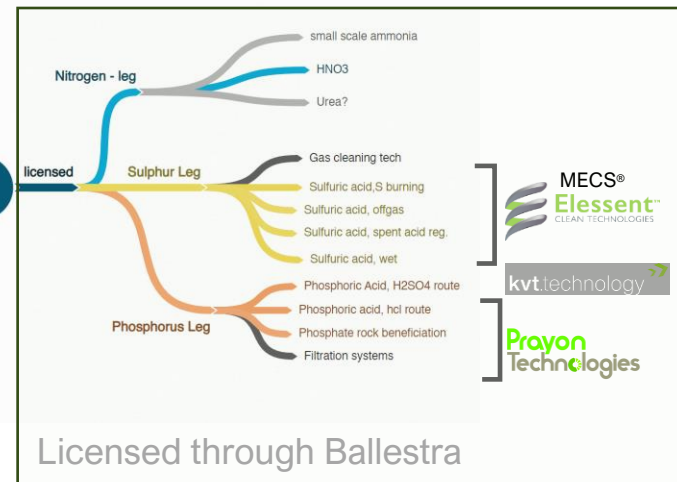 small scale ammonia
Nitrogen - leg
HNO3
Urea?
licensed
Sulphur Leg
Gas cleaning tech
Sulfuric acid,S burning
Sulfuric acid, offgas
Sulfuric acid, spent acid reg.
Sulfuric acid, wet
MECS®
Elessent™
CLEAN TECHNOLOGIES
kvt.technology
Phosphoric Acid, H2SO4 route
Phosphoric acid, hcl route
Phosphorus Leg
Phosphate rock beneficiation
Filtration systems
Prayon
Technologies
Licensed through Ballestra